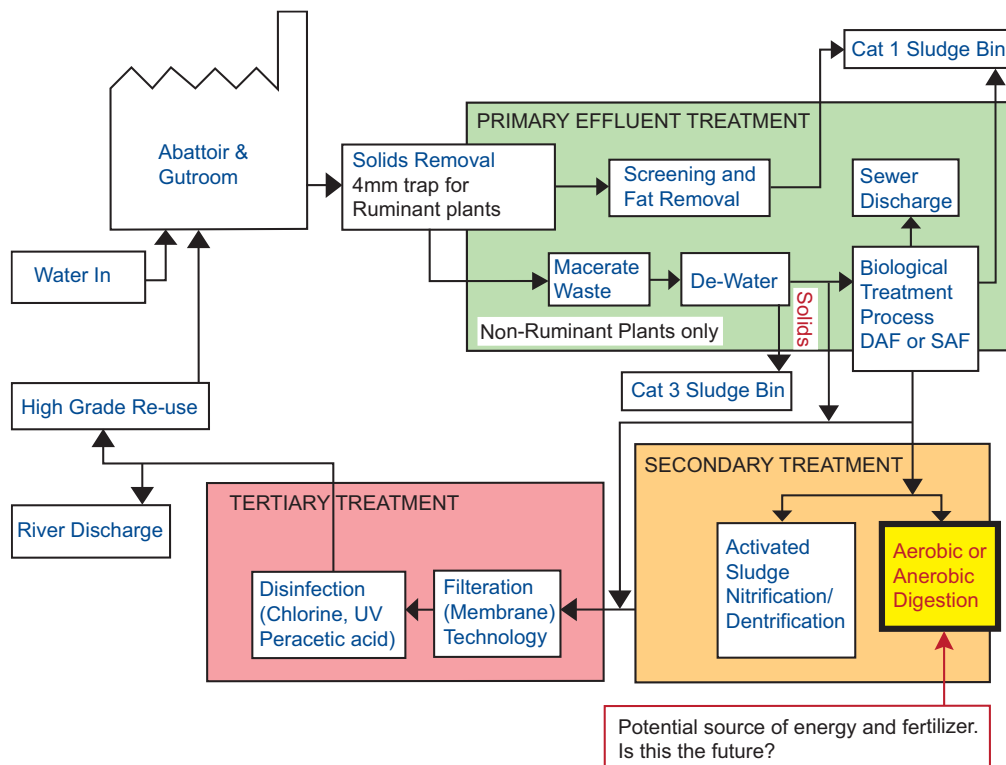 Cat 1 Sludge Bin
PRIMARY EFFLUENT TREATMENT
Abattoir &
Gutroom
Solids Removal
4mm trap for
Ruminant plants
Screening and
Fat Removal
Sewer
Discharge
Water In
Macerate
Waste
De-Water
Solids
Biological
Treatment
Process
DAF or SAF
Non-Ruminant Plants only
Cat 3 Sludge Bin
High Grade Re-use
River Discharge
SECONDARY TREATMENT
TERTIARY TREATMENT
Activated
Sludge
Nitrification/
Dentrification
Aerobic or
Anerobic
Digestion
Disinfection
(Chlorine, UV
Peracetic acid)
Filteration
(Membrane)
Technology
Potential source of energy and fertilizer.
Is this the future?